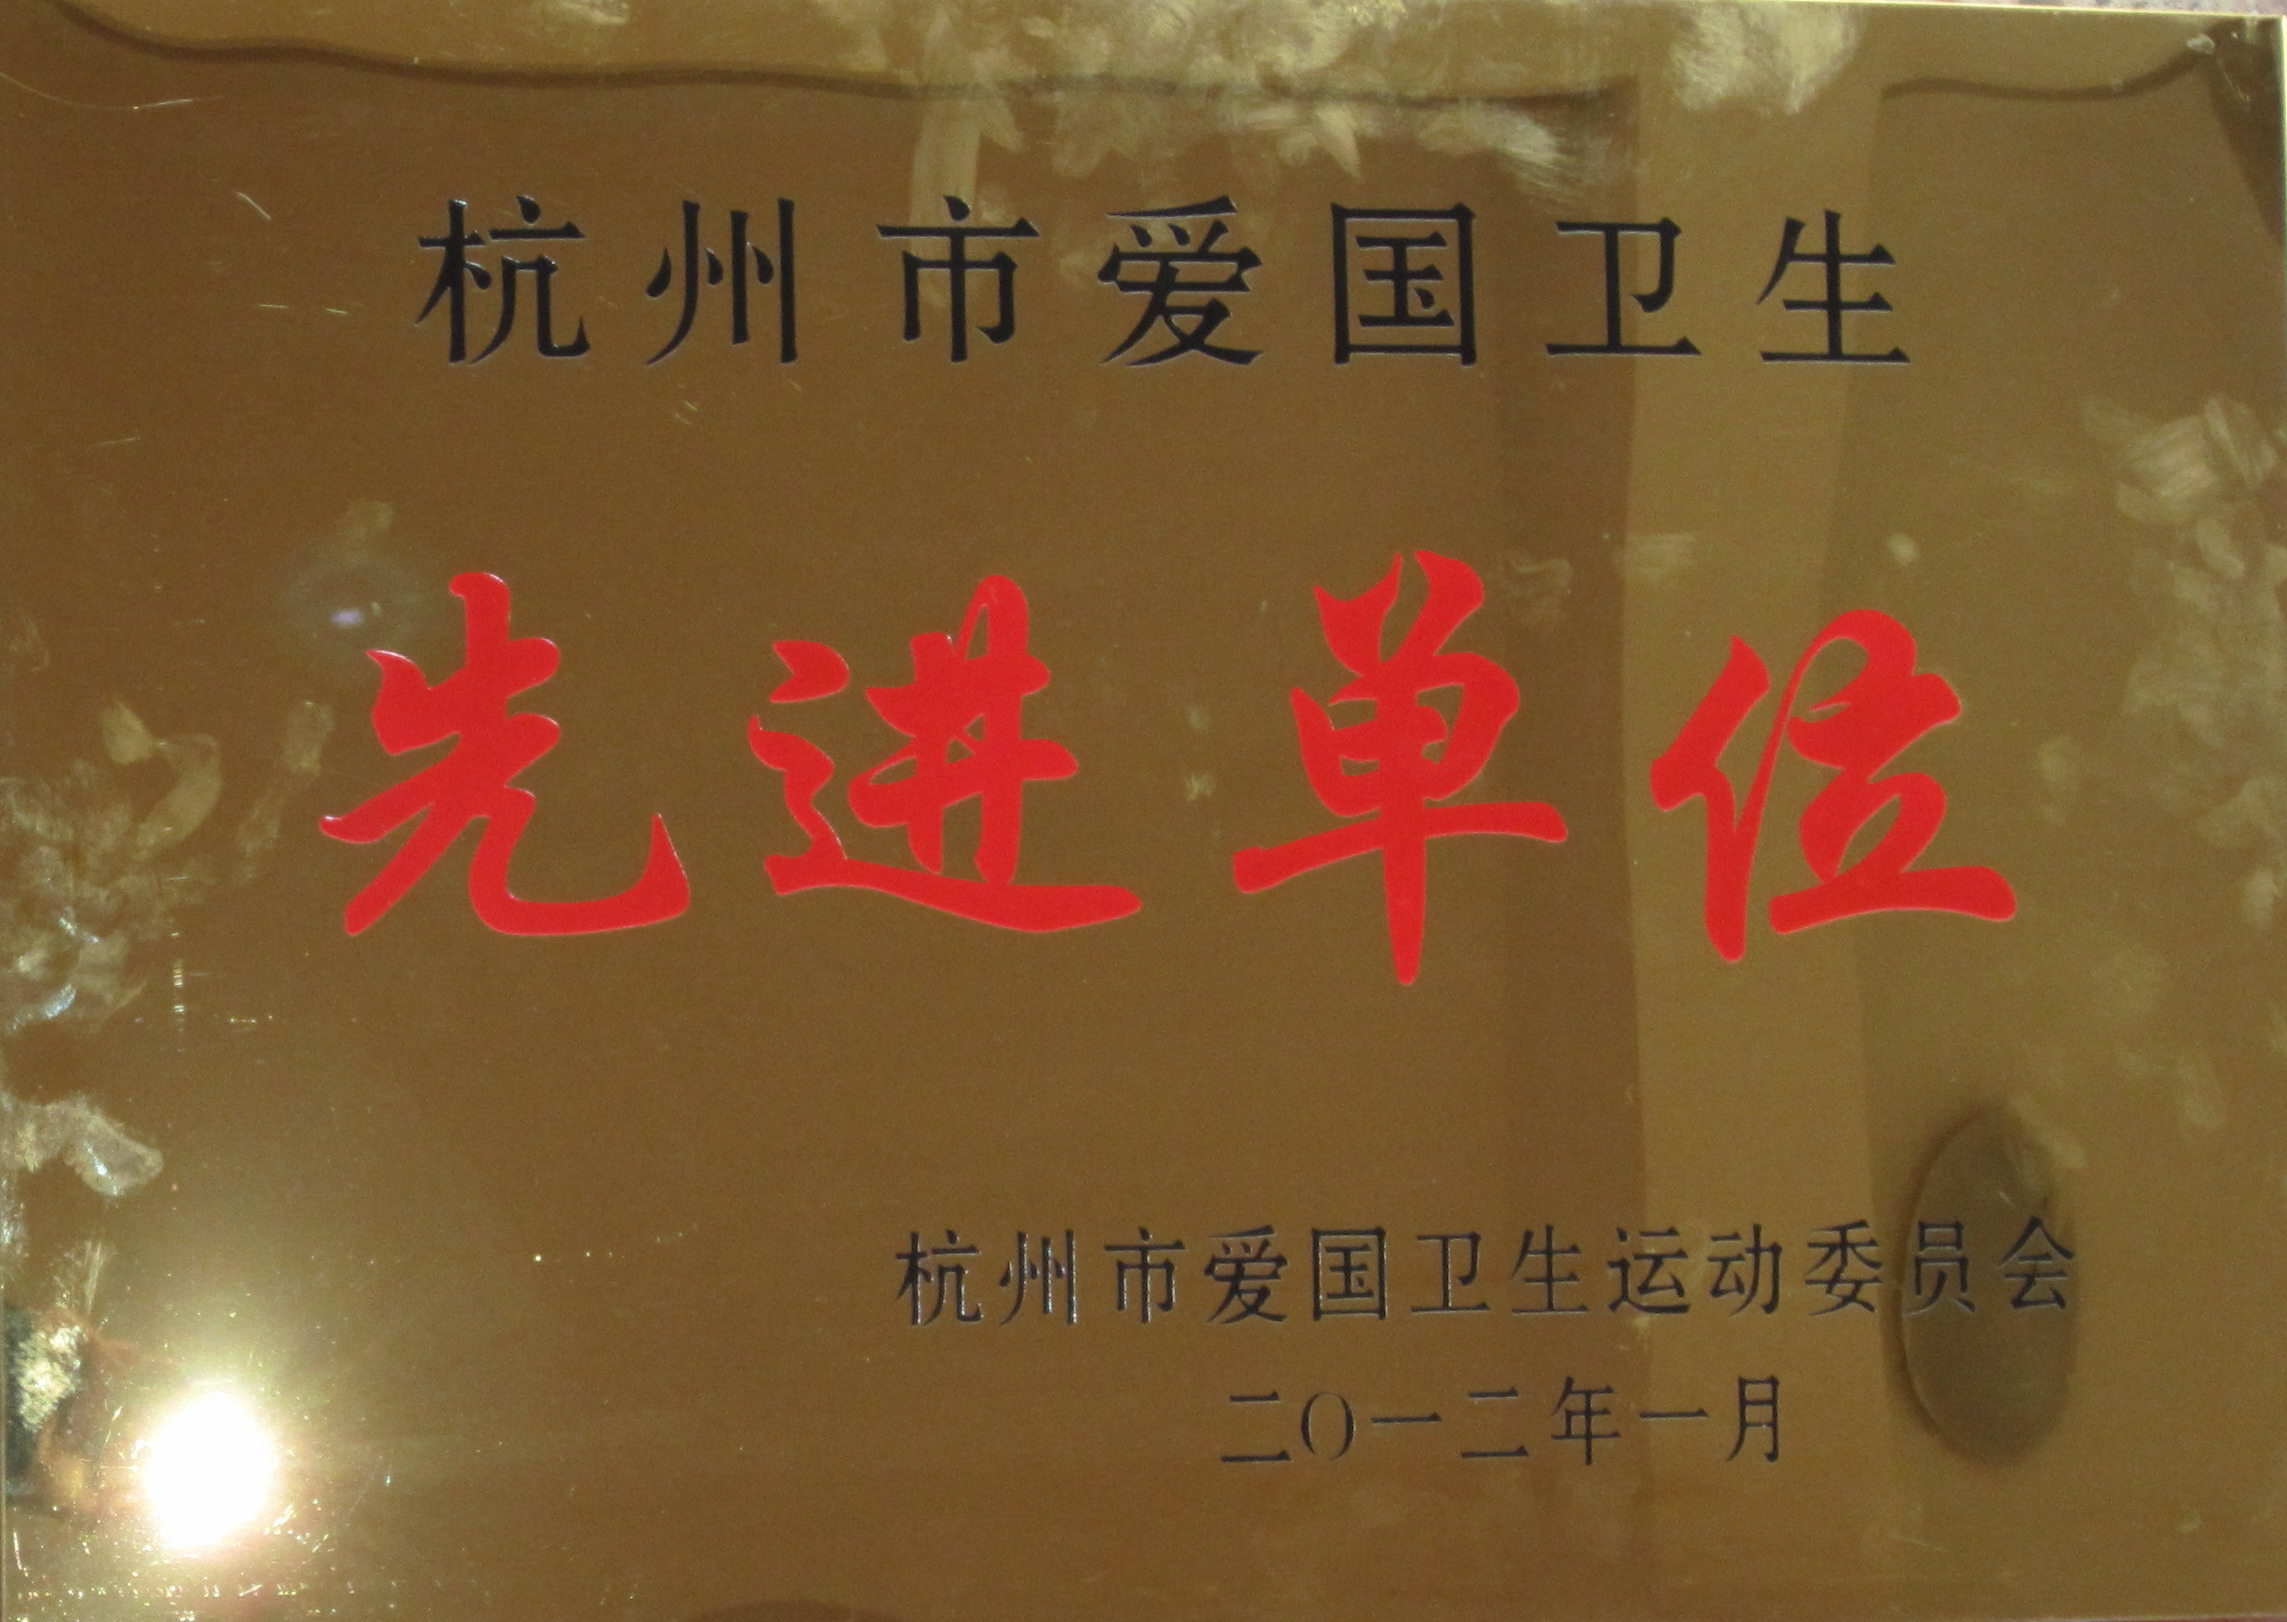 杭州市爱国卫生
先进单位
杭州市爱国卫生运动委员会
二〇一二年一月